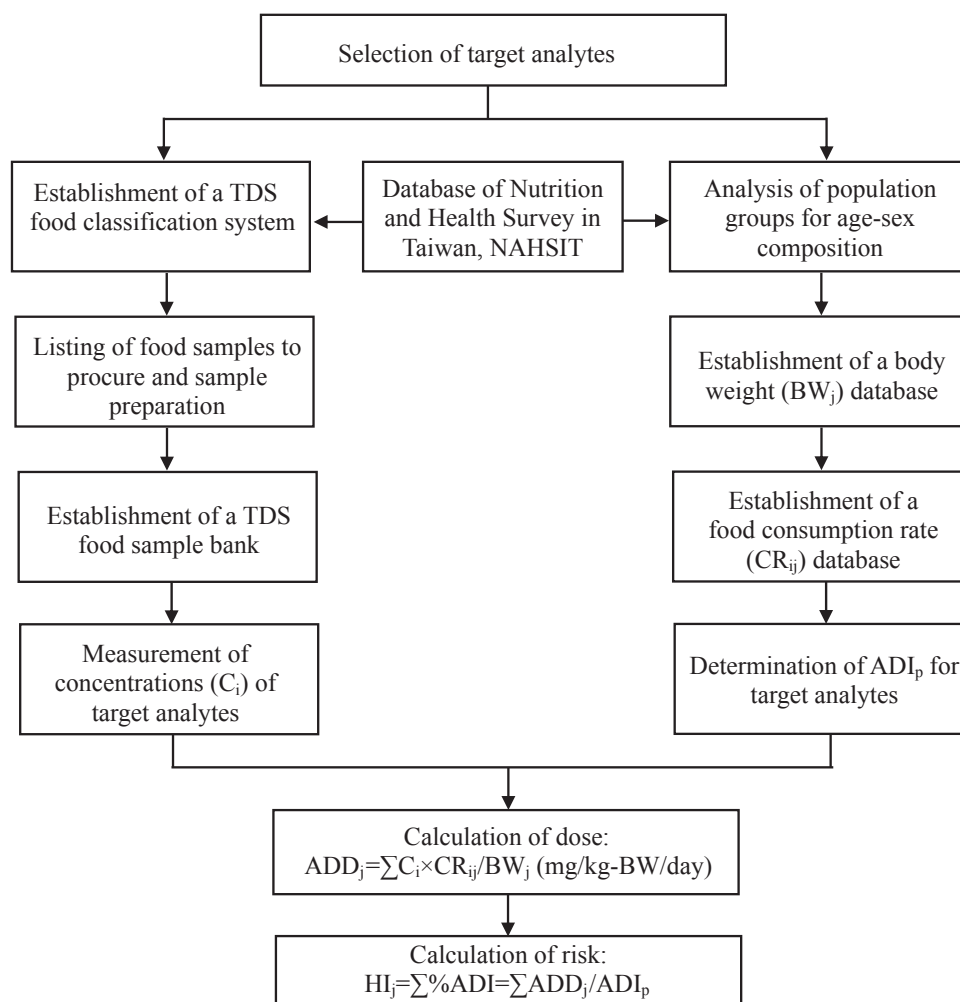 Selection of target analytes
Establishment of a TDS
food classification system
Database of Nutrition
and Health Survey in
Taiwan, NAHSIT
Analysis of population
groups for age-sex
composition
Listing of food samples to
procure and sample
preparation
Establishment of a body
weight (BWj) database
Establishment of a TDS
food sample bank
Establishment of a
food consumption rate
(CRij) database
Measurement of
concentrations (Ci) of
target analytes
Determination of ADIp for
target analytes
Calculation of dose:
ADDj=∑Ci×CRij/BWj (mg/kg-BW/day)
Calculation of risk:
HIj=∑%ADI=∑ADDj/ADIp